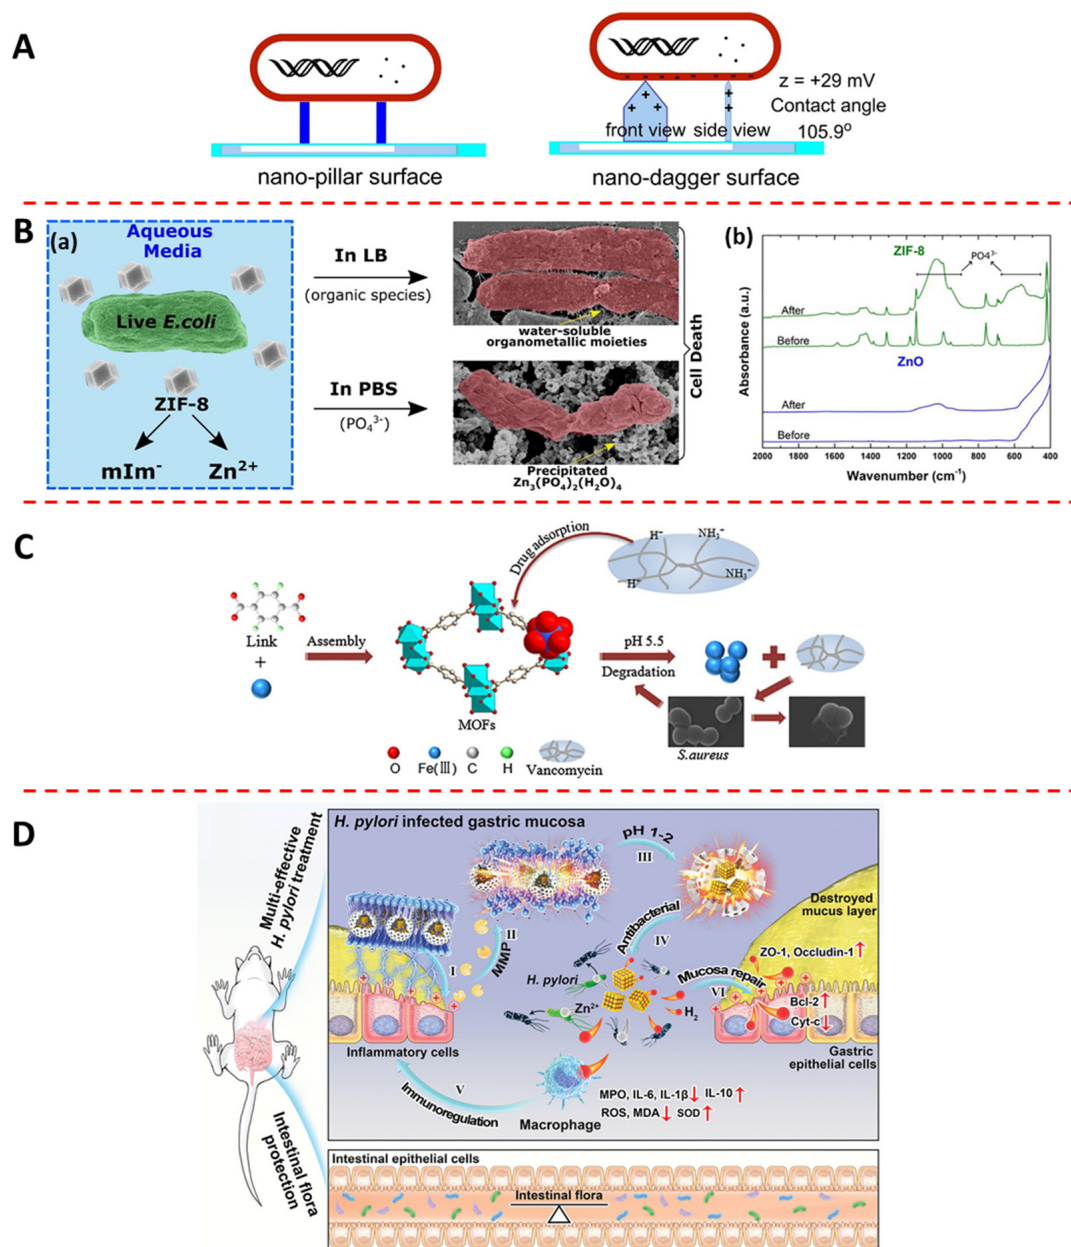 A
z = +29 mV
Contact angle
105.9°
front view
side view
nano-pillar surface
nano-dagger surface
B
(a)
Aqueous
Media
Live E.coli
ZIF-8
mIm⁻
Zn²⁺
In LB
(organic species)
In PBS
(PO₄³⁻)
water-soluble
organometallic moieties
Precipitated
Zn₃(PO₄)₂(H₂O)₄
Cell Death
(b)
ZIF-8
PO4³⁻
After
Before
ZnO
After
Before
Absorbance (a.u.)
2000 1800 1600 1400 1200 1000 800 600 400
Wavenumber (cm⁻¹)
C
Drug adsorption
H⁺
NH₃⁺
H⁺
NH₃⁺
Link
+
Assembly
MOFs
pH 5.5
Degradation
S.aureus
O
Fe(Ⅲ)
C
H
Vancomycin
D
Multi-effective
H. pylori treatment
Intestinal flora
protection
H. pylori infected gastric mucosa
pH 1-2
III
Destroyed
mucus layer
II
MMP
I
Antibacterial
IV
ZO-1, Occludin-1↑
H. pylori
Mucosa repair
VI
Zn²⁺
H₂
Bcl-2↑
Cyt-c↓
Inflammatory cells
Gastric
epithelial cells
V
Immunoregulation
Macrophage
MPO, IL-6, IL-1β↓ IL-10↑
ROS, MDA↓ SOD↑
Intestinal epithelial cells
Intestinal flora